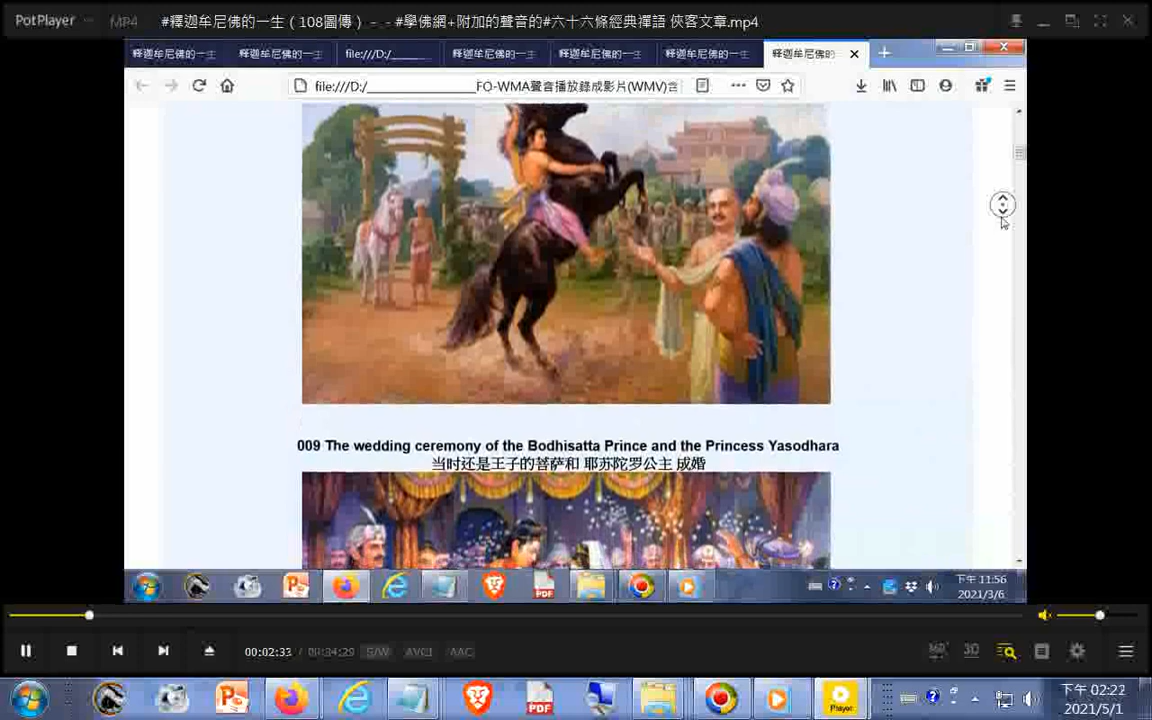 PotPlayer MP4 #釋迦牟尼佛的一生（108圖傳）- - #學佛網+附加的聲音的#六十六條經典禪語 俠客文章.mp4
釋迦牟尼佛的一生 釋迦牟尼佛的一生 file:///D:/ 釋迦牟尼佛的一生 釋迦牟尼佛的一生 釋迦牟尼佛的一生 釋迦牟尼佛的
file:///D:/ FO-WMA聲音播放錄成影片(WMV)含
009 The wedding ceremony of the Bodhisatta Prince and the Princess Yasodhara
当时还是王子的菩萨和 耶苏陀罗公主 成婚
PDF
下午 11:56
2021/3/6
00:02:33 / 00:34:29 S/W AVC1 AAC
3D
PDF
Player
下午 02:22
2021/5/1